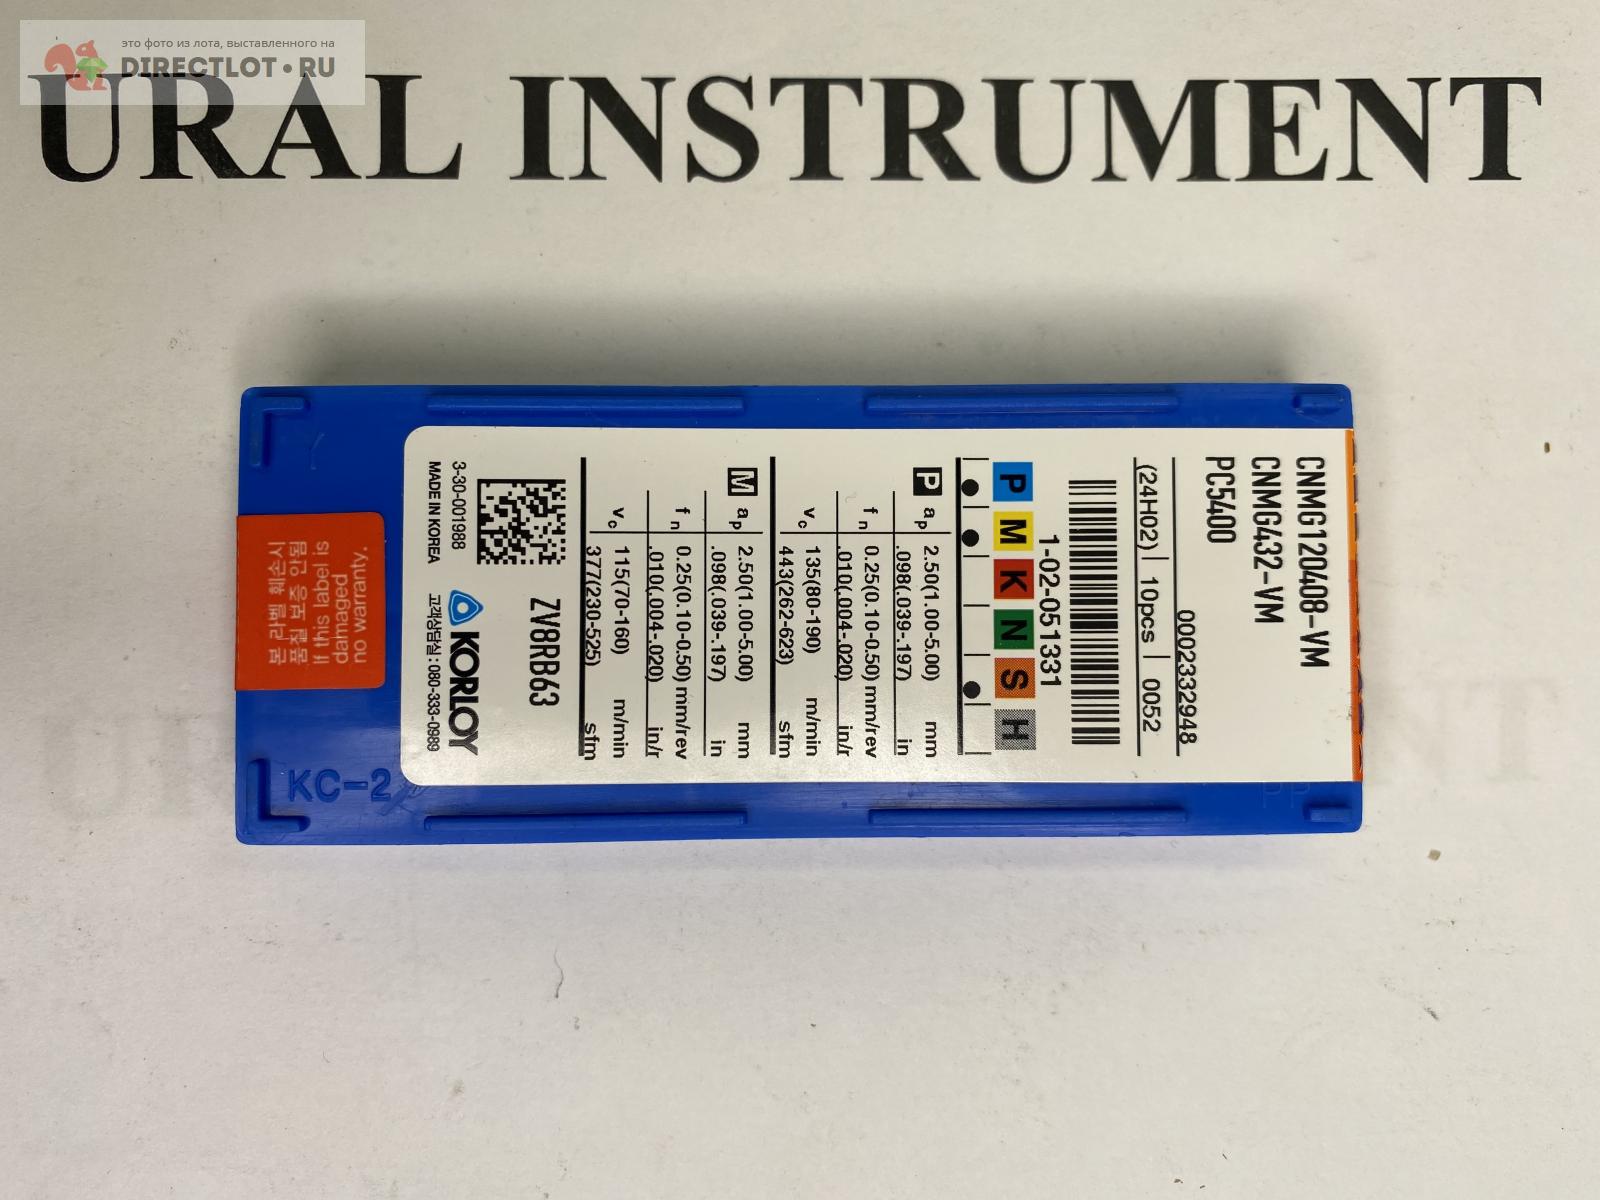 это фото из лота, выставленного на
DIRECTLOT•RU
URAL INSTRUMENT
CNMG120408-VM
CNMG432-VM
PC5400
0002332948
(24H02) 10pcs 0052
1-02-051331
P M K N S H
P ap 2.50(1.00-5.00) mm
.098(.039-.197) in
fn 0.25(0.10-0.50) mm/rev
.010(.004-.020) in/r
vc 135(80-190) m/min
443(262-623) sfm
M ap 2.50(1.00-5.00) mm
.098(.039-.197) in
fn 0.25(0.10-0.50) mm/rev
.010(.004-.020) in/r
vc 115(70-160) m/min
377(230-525) sfm
ZV8RB63
KORLOY
3-30-001988
MADE IN KOREA
고객상담실 : 080-333-0989
본 라벨 훼손시
품질 보증 안됨
If this label is
damaged
no warranty.
KC-2
PP